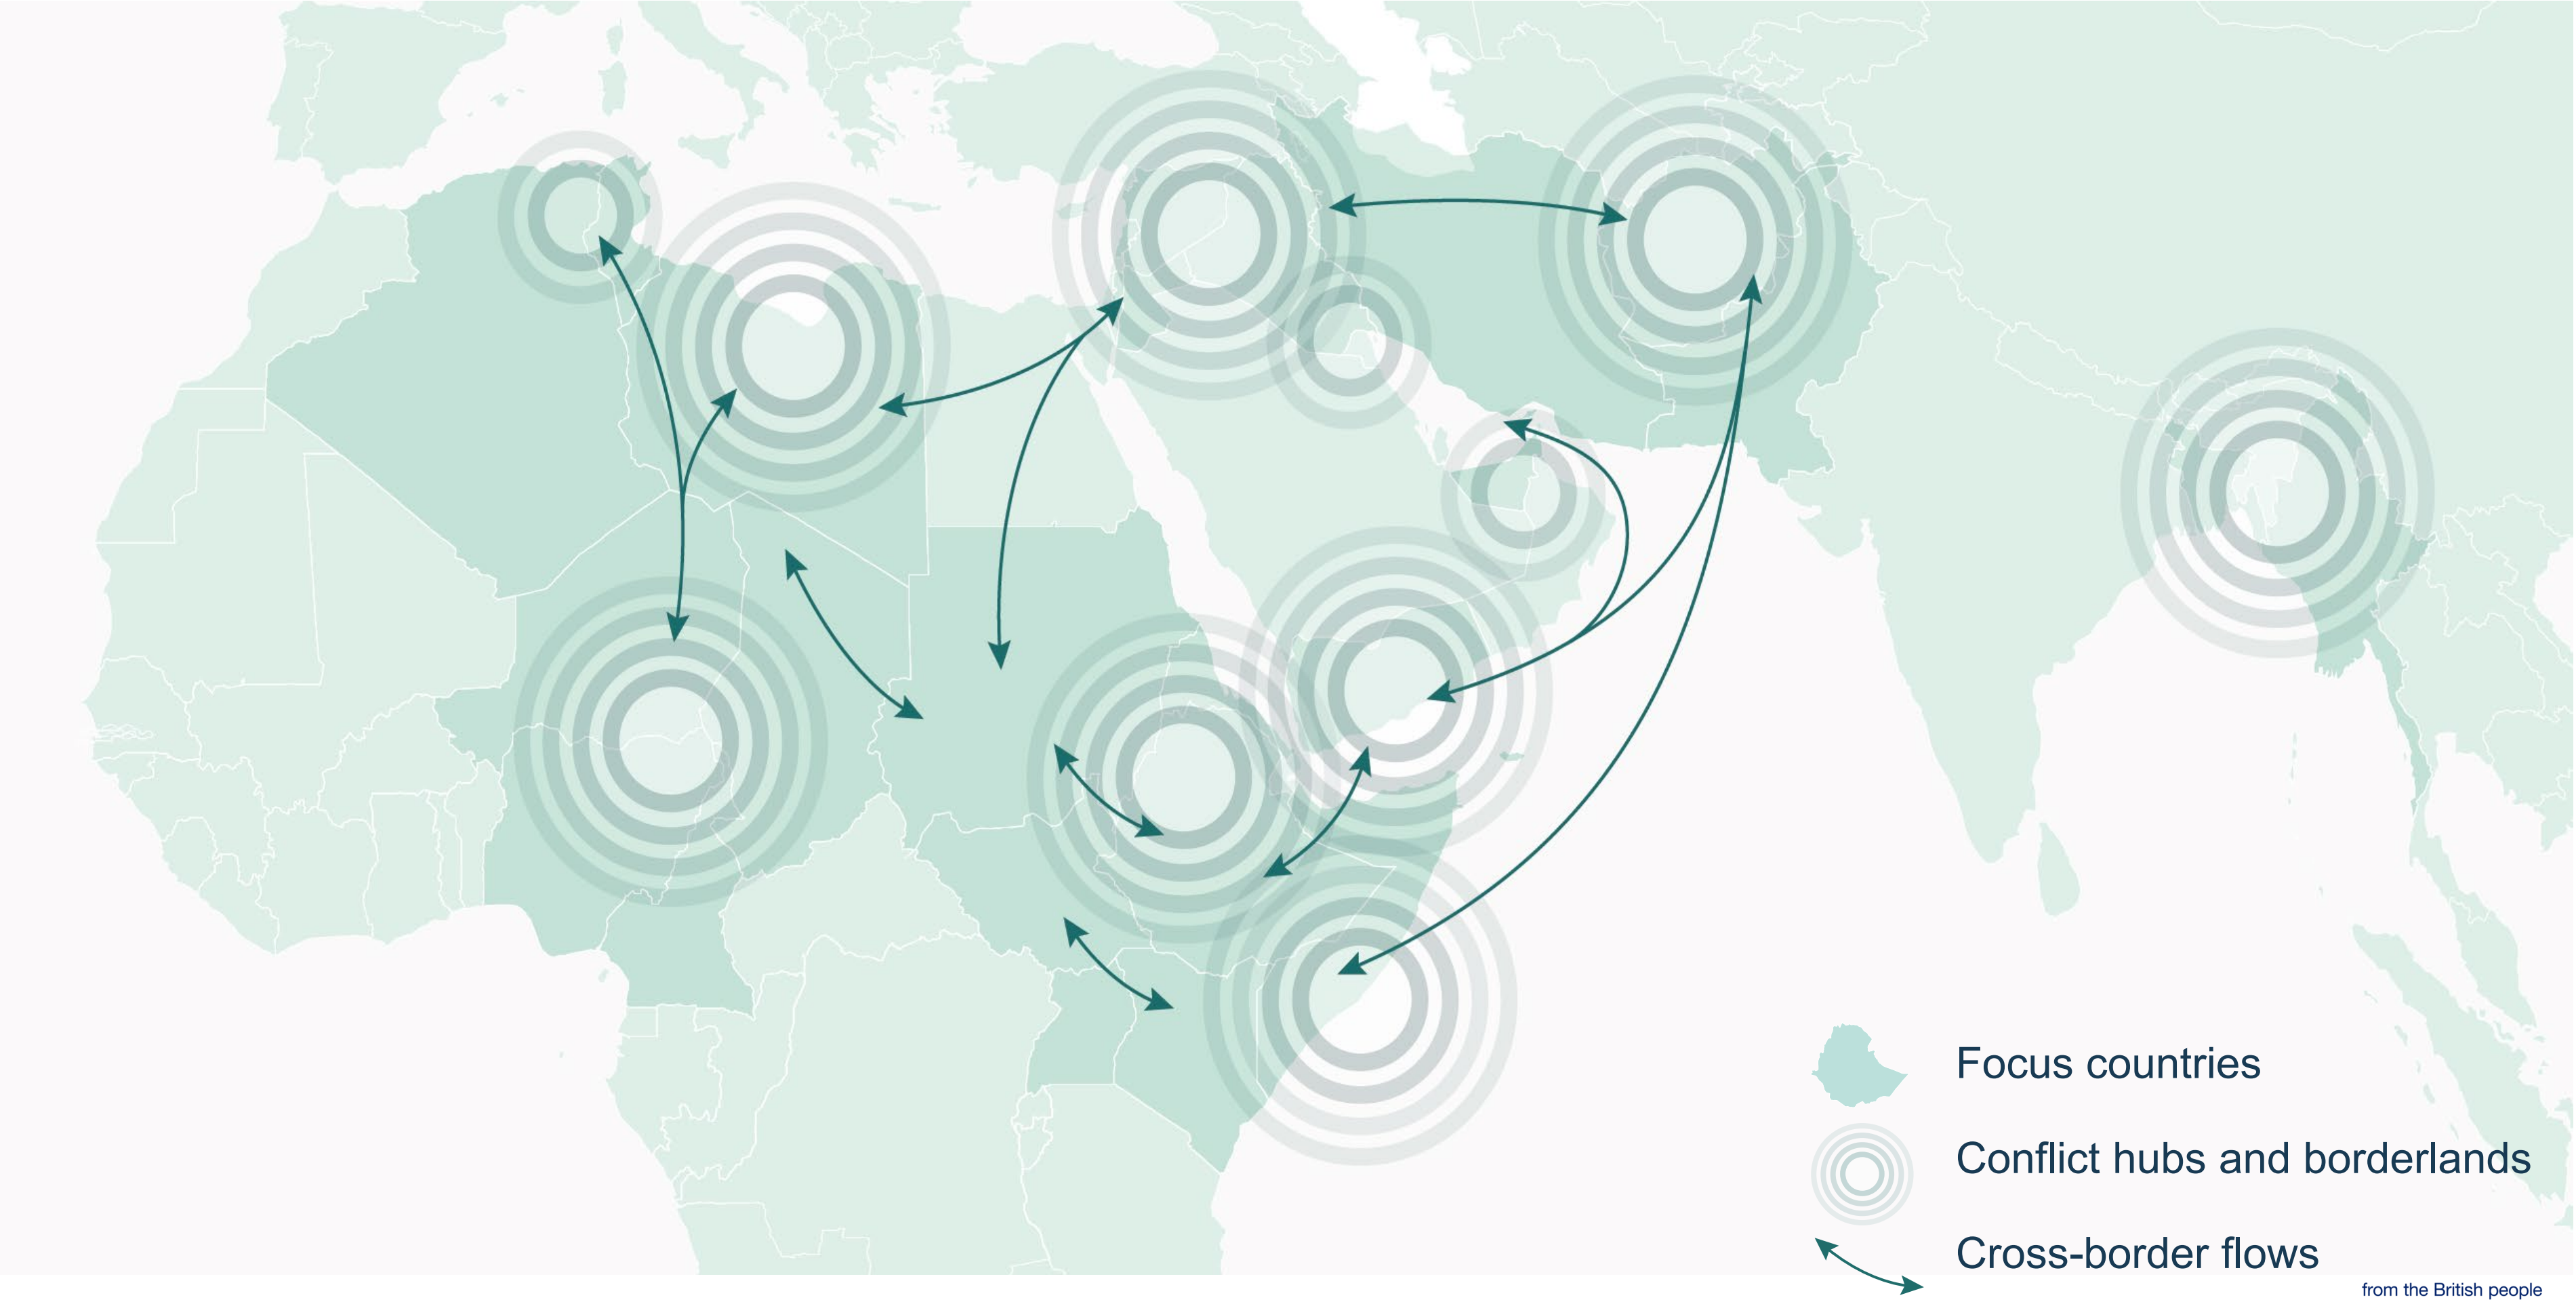 Focus countries
Conflict hubs and borderlands
Cross-border flows
from the British people